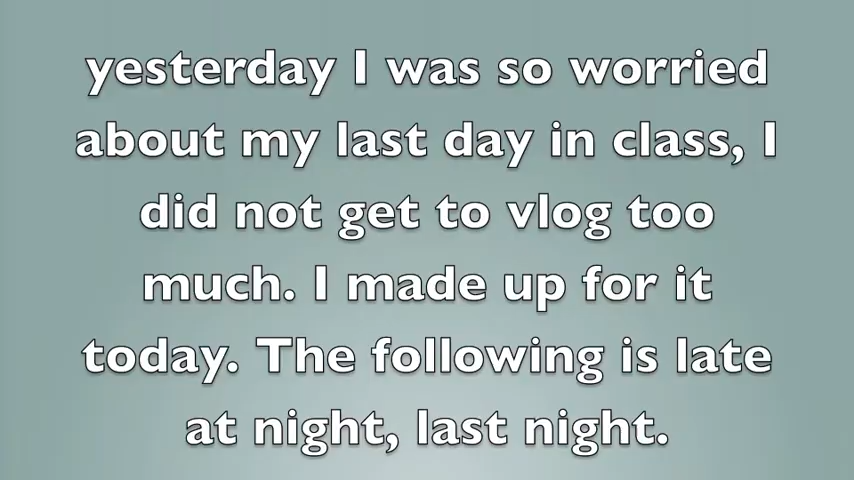 yesterday I was so worried
about my last day in class, I
did not get to vlog too
much. I made up for it
today. The following is late
at night, last night.